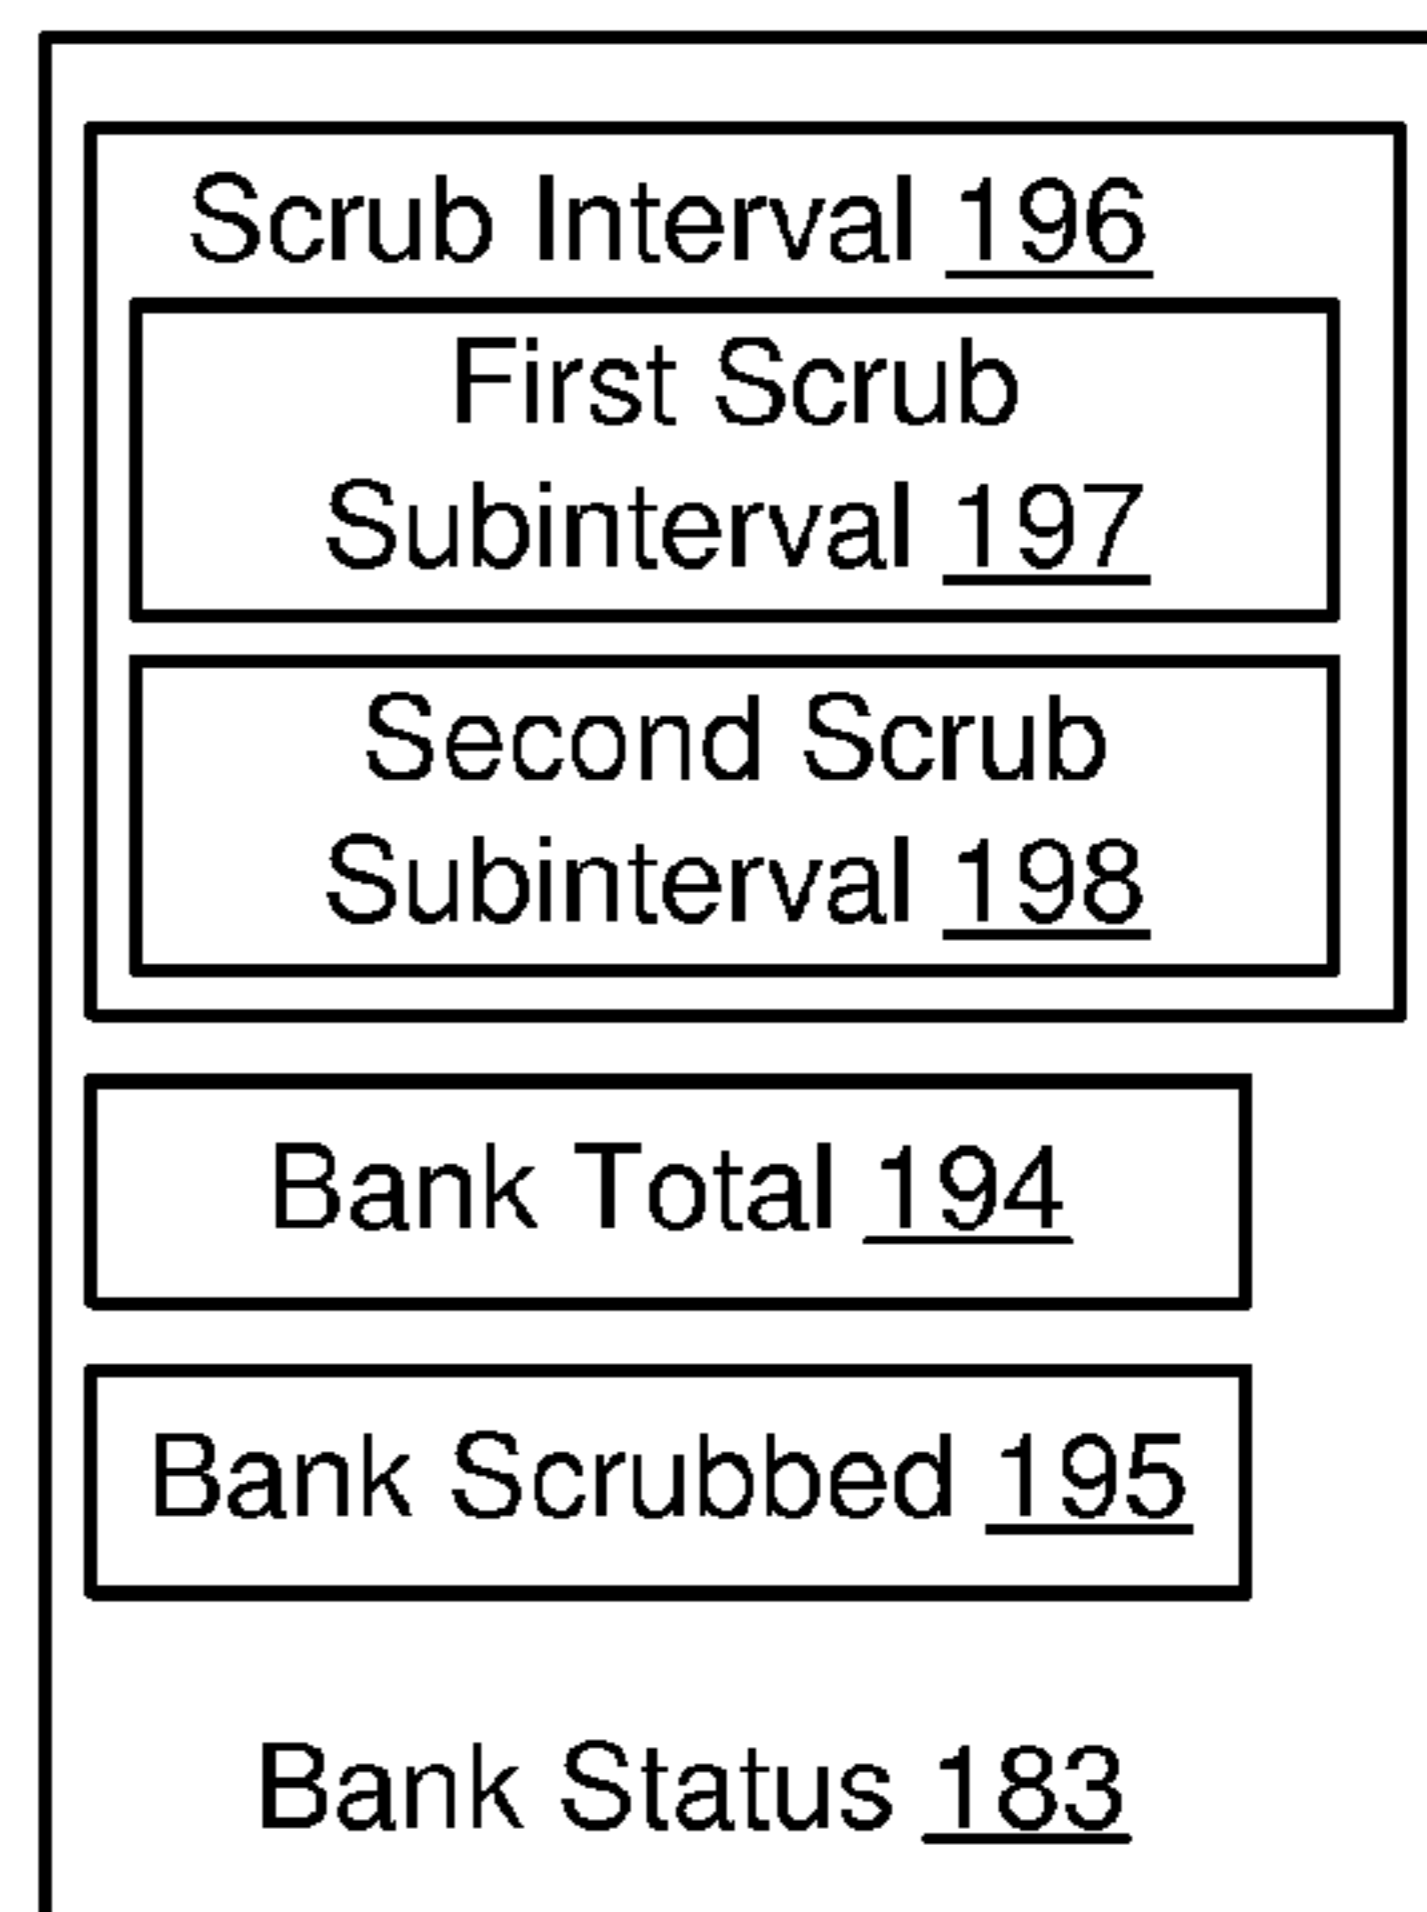 Scrub Interval 196
First Scrub
Subinterval 197
Second Scrub
Subinterval 198
Bank Total 194
Bank Scrubbed 195
Bank Status 183